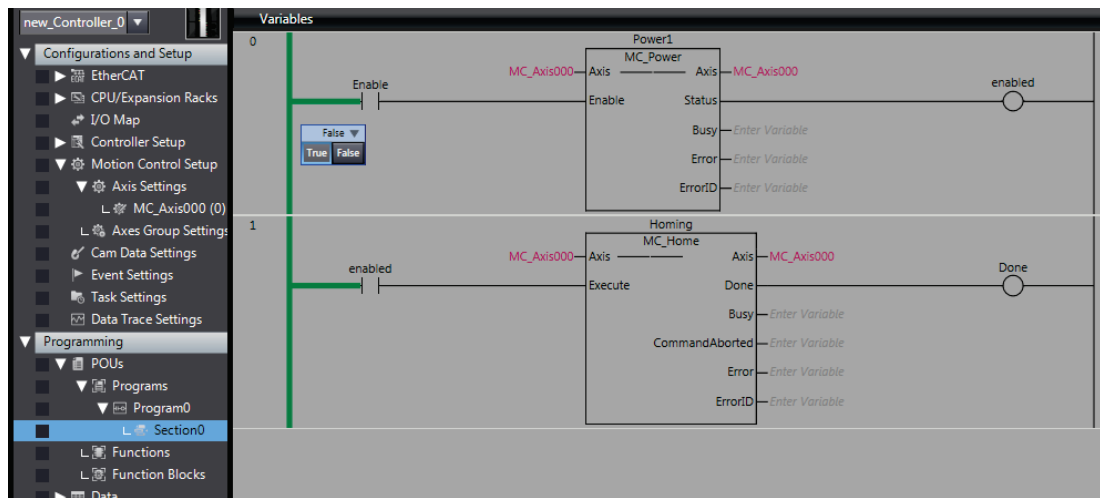 new_Controller_0
Configurations and Setup
EtherCAT
CPU/Expansion Racks
I/O Map
Controller Setup
Motion Control Setup
Axis Settings
MC_Axis000 (0)
Axes Group Settings
Cam Data Settings
Event Settings
Task Settings
Data Trace Settings
Programming
POUs
Programs
Program0
Section0
Functions
Function Blocks
Data
Variables
0
Power1
MC_Power
MC_Axis000 Axis Axis MC_Axis000
Enable enabled
Enable Status
False
True False
Busy Enter Variable
Error Enter Variable
ErrorID Enter Variable
1
Homing
MC_Home
MC_Axis000 Axis Axis MC_Axis000
enabled Done
Execute Done
Busy Enter Variable
CommandAborted Enter Variable
Error Enter Variable
ErrorID Enter Variable